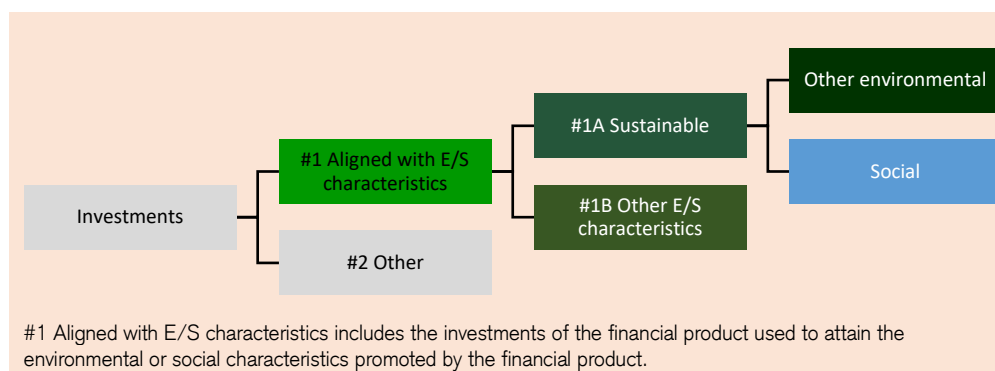 Other environmental
#1A Sustainable
#1 Aligned with E/S
characteristics
Social
Investments
#1B Other E/S
characteristics
#2 Other
#1 Aligned with E/S characteristics includes the investments of the financial product used to attain the
environmental or social characteristics promoted by the financial product.